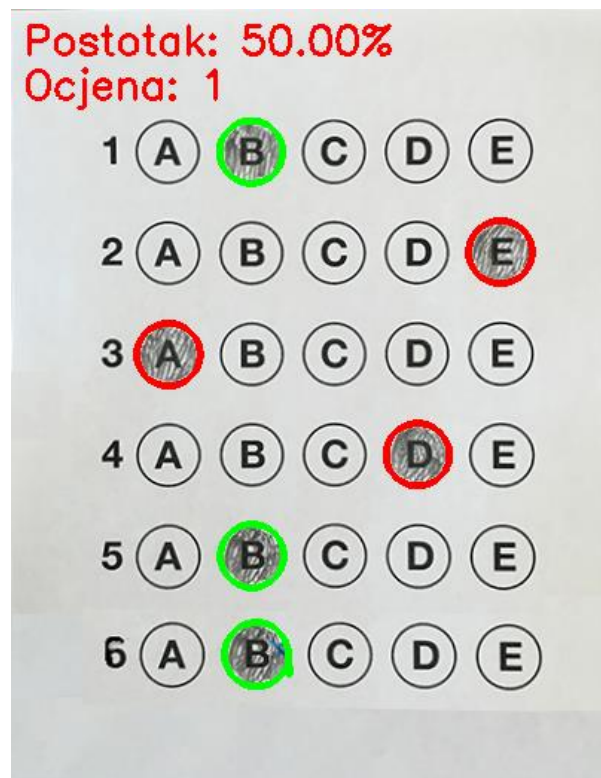 Postotak: 50.00%
Ocjena: 1
1 A B C D E
2 A B C D E
3 A B C D E
4 A B C D E
5 A B C D E
6 A B C D E